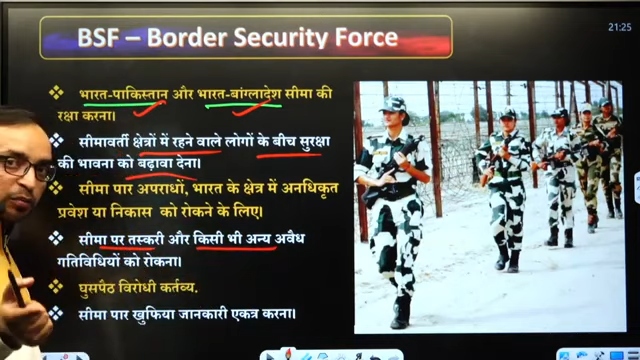 BSF – Border Security Force
21:25
❖ भारत-पाकिस्तान और भारत-बांग्लादेश सीमा की
रक्षा करना।
❖ सीमावर्ती क्षेत्रों में रहने वाले लोगों के बीच सुरक्षा
की भावना को बढ़ावा देना।
❖ सीमा पार अपराधों, भारत के क्षेत्र में अनधिकृत
प्रवेश या निकास को रोकने के लिए।
❖ सीमा पर तस्करी और किसी भी अन्य अवैध
गतिविधियों को रोकना।
❖ घुसपैठ विरोधी कर्तव्य.
❖ सीमा पार खुफिया जानकारी एकत्र करना।